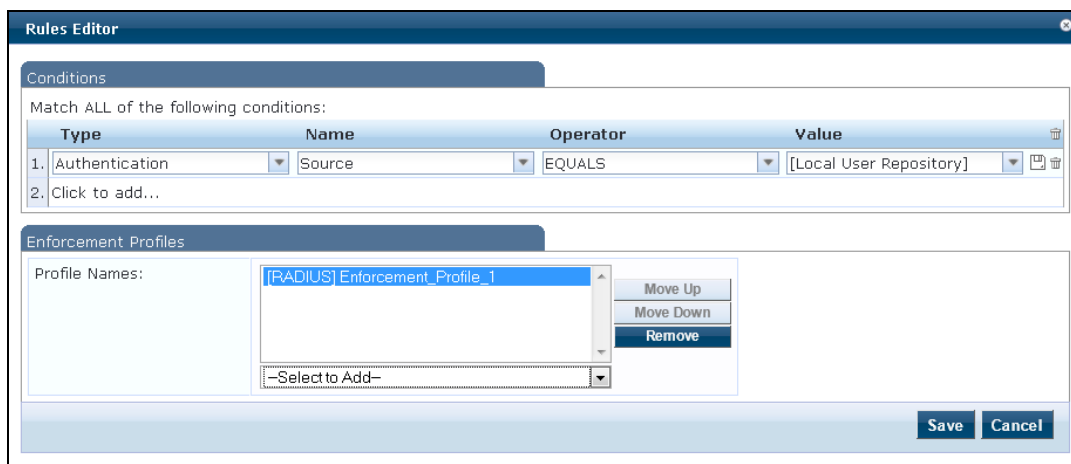 Rules Editor
Conditions
Match ALL of the following conditions:
Type Name Operator Value
1. Authentication Source EQUALS [Local User Repository]
2. Click to add...
Enforcement Profiles
Profile Names:
[RADIUS] Enforcement_Profile_1
Move Up
Move Down
Remove
--Select to Add--
Save Cancel